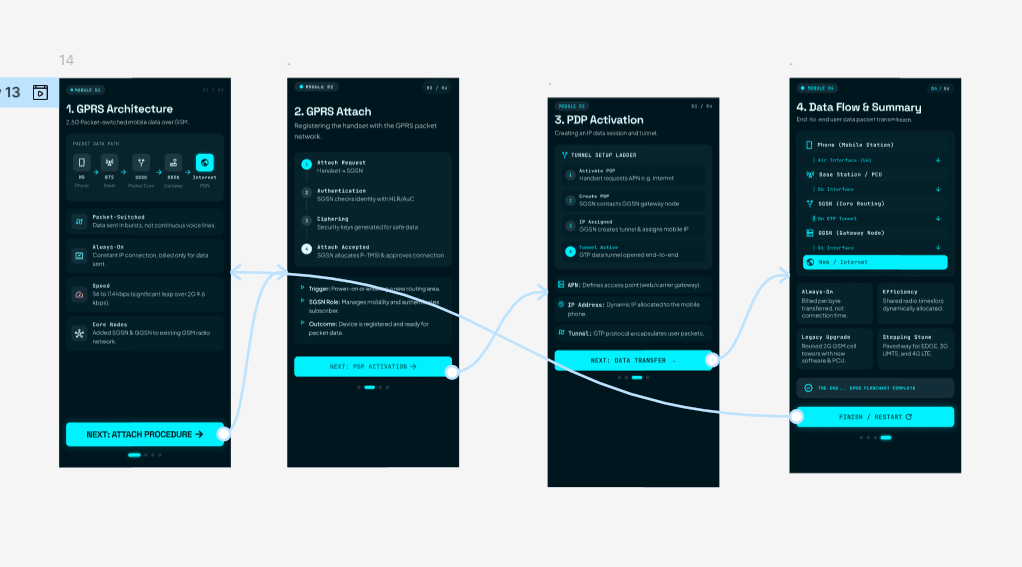 14
13
MODULE 01
1. GPRS Architecture
2.5G Packet-switched mobile data over GSM.
PACKET DATA PATH
MS
BTS
SGSN
GGSN
Internet
Phone
Tower
Packet Core
Gateway
PDN
Packet-Switched
Data sent in bursts, not continuous voice lines.
Always-On
Constant IP connection, billed only for data
sent
Speed
56 to 114 kbps (significant leap over 2G 9.6
kbps).
Core Nodes
Added SGSN & GGSN to existing GSM radio
network.
NEXT: ATTACH PROCEDURE →
MODULE 02
02 / 04
2. GPRS Attach
Registering the handset with the GPRS packet
network.
1
Attach Request
Handset → SGSN
2
Authentication
SGSN checks identity with HLR/AuC
3
Ciphering
Security keys generated for safe data
4
Attach Accepted
SGSN allocates P-TMSI & approves connection
Trigger: Power-on or entering a new routing area.
SGSN Role: Manages mobility and authenticates
subscriber.
Outcome: Device is registered and ready for
packet data.
NEXT: PDP ACTIVATION →
MODULE 03
03 / 04
3. PDP Activation
Creating an IP data session and tunnel.
TUNNEL SETUP LADDER
1
Activate PDP
Handset requests APN e.g. internet
2
Create PDP
SGSN contacts GGSN gateway node
3
IP Assigned
GGSN creates tunnel & assigns mobile IP
4
Tunnel Active
GTP data tunnel opened end-to-end
APN: Defines access point (web/carrier gateway).
IP Address: Dynamic IP allocated to the mobile
phone.
Tunnel: GTP protocol encapsulates user packets.
NEXT: DATA TRANSFER →
MODULE 04
04 / 04
4. Data Flow & Summary
End-to-end user data packet transmission.
Phone (Mobile Station)
Air Interface (Um) ↓
Base Station / PCU
Gb Interface ↓
SGSN (Core Routing)
Gn GTP Tunnel ↓
GGSN (Gateway Node)
Gi Interface ↓
Web / Internet
Always-On
Billed per byte
transferred, not
connection time.
Efficiency
Shared radio timeslots
dynamically allocated.
Legacy Upgrade
Reused 2G GSM cell
towers with new
software & PCU.
Stepping Stone
Paved way for EDGE, 3G
UMTS, and 4G LTE.
THE END... GPRS FLOWCHART COMPLETE
FINISH / RESTART